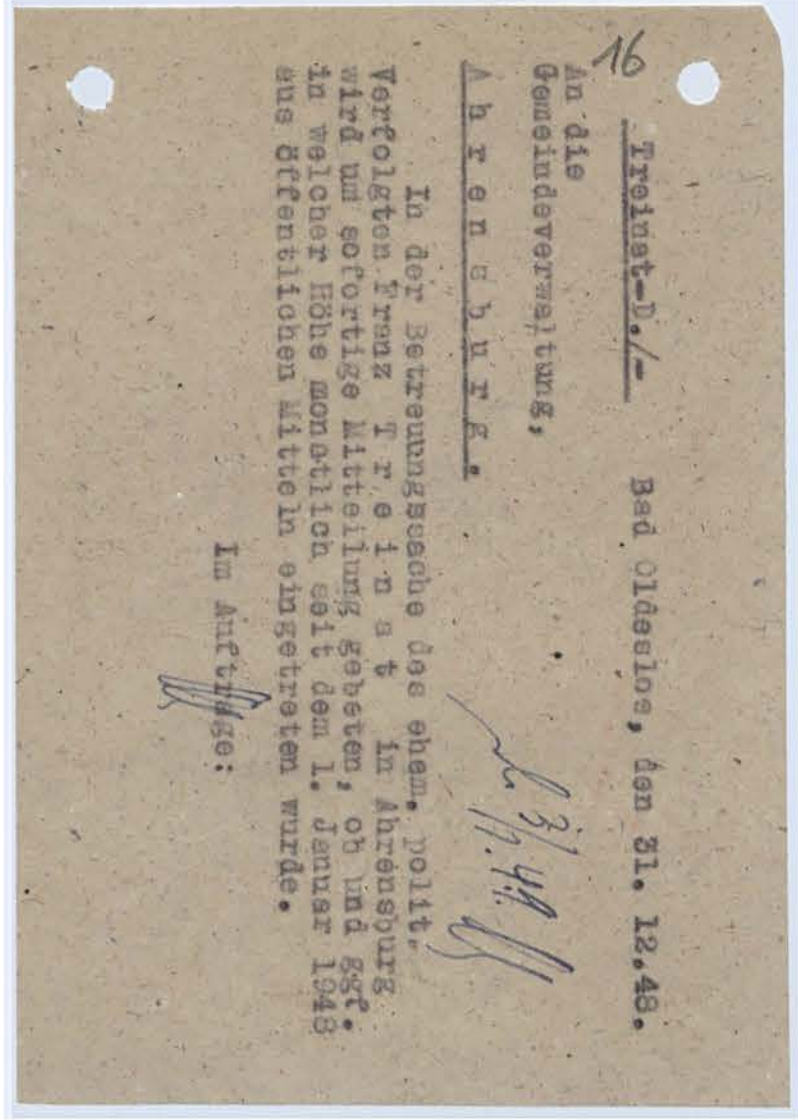 16
Treinat-D./-
Bad Oldesloe, den 31. 12.48.
An die
Gemeindeverwaltung,
A h r e n s b u r g .
In der Betreuungssache des ehem. polit.
Verfolgten Franz T r e i n a t in Ahrensburg
wird um sofortige Mitteilung gebeten, ob und ggf.
in welcher Höhe monatlich seit dem 1. Januar 1948
aus öffentlichen Mitteln eingetreten wurde.
Im Auftrage: